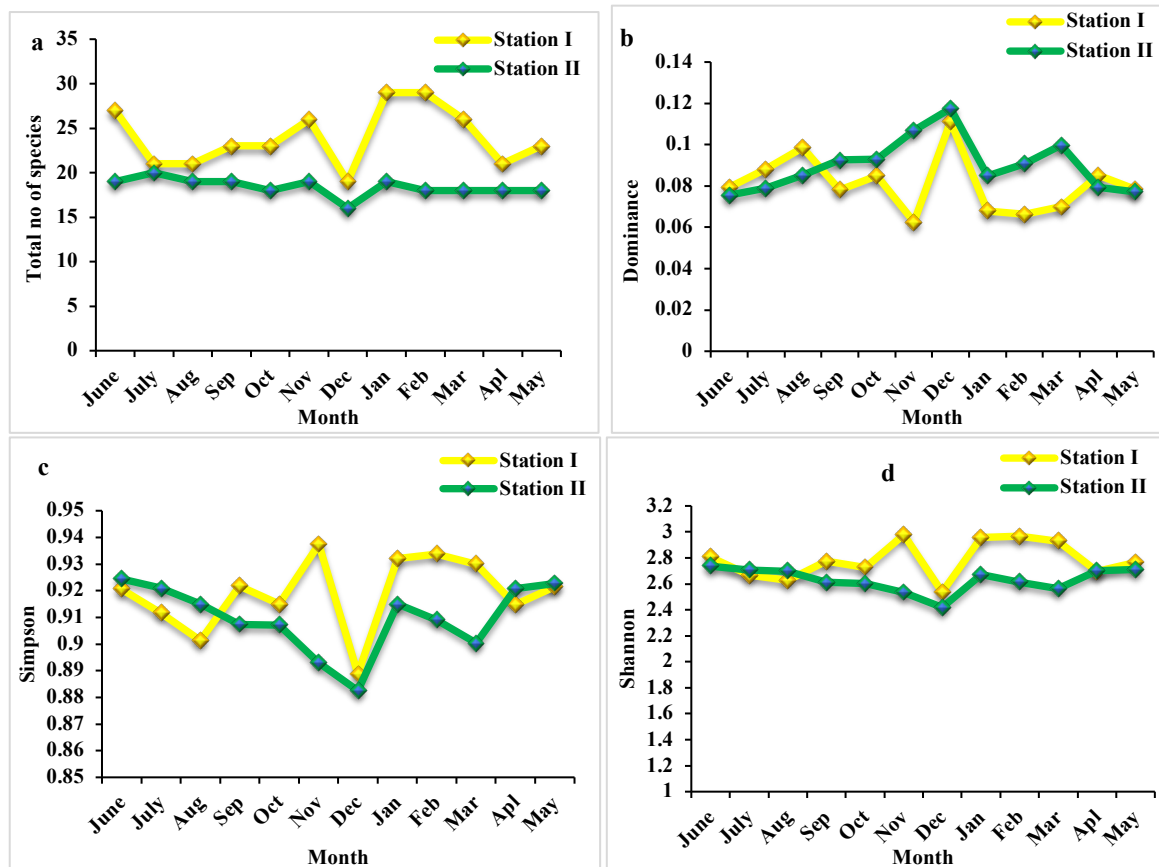 a
Station I
Station II
35
30
25
20
15
10
5
0
Total no of species
June July Aug Sep Oct Nov Dec Jan Feb Mar Apl May
Month
b
Station I
Station II
0.14
0.12
0.1
0.08
0.06
0.04
0.02
0
Dominance
June July Aug Sep Oct Nov Dec Jan Feb Mar Apl May
Month
c
Station I
Station II
0.95
0.94
0.93
0.92
0.91
0.9
0.89
0.88
0.87
0.86
0.85
Simpson
June July Aug Sep Oct Nov Dec Jan Feb Mar Apl May
Month
d
Station I
Station II
3.2
3
2.8
2.6
2.4
2.2
2
1.8
1.6
1.4
1.2
1
Shannon
June July Aug Sep Oct Nov Dec Jan Feb Mar Apl May
Month